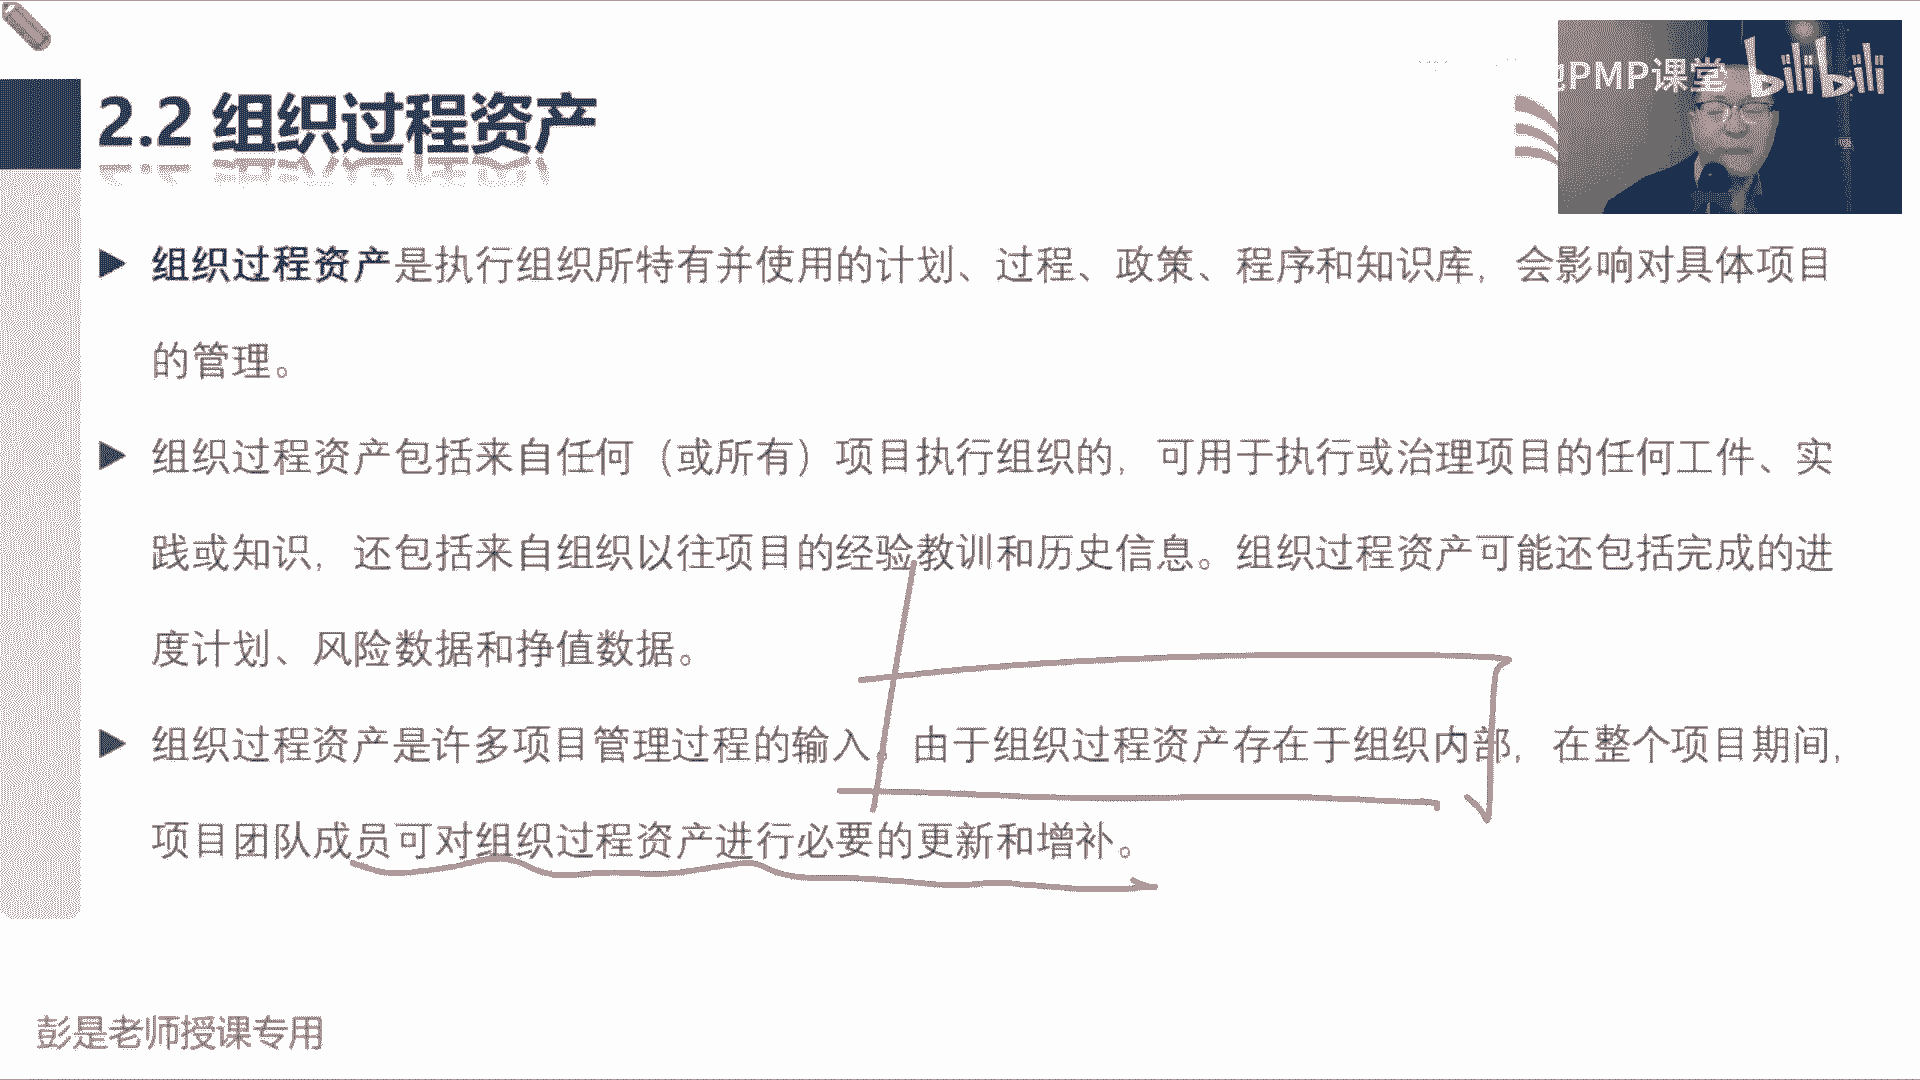 PMP课堂 bilibili
2.2 组织过程资产
组织过程资产是执行组织所特有并使用的计划、过程、政策、程序和知识库，会影响对具体项目
的管理。
组织过程资产包括来自任何（或所有）项目执行组织的，可用于执行或治理项目的任何工件、实
践或知识，还包括来自组织以往项目的经验教训和历史信息。组织过程资产可能还包括完成的进
度计划、风险数据和挣值数据。
组织过程资产是许多项目管理过程的输入。由于组织过程资产存在于组织内部，在整个项目期间，
项目团队成员可对组织过程资产进行必要的更新和增补。
彭是老师授课专用